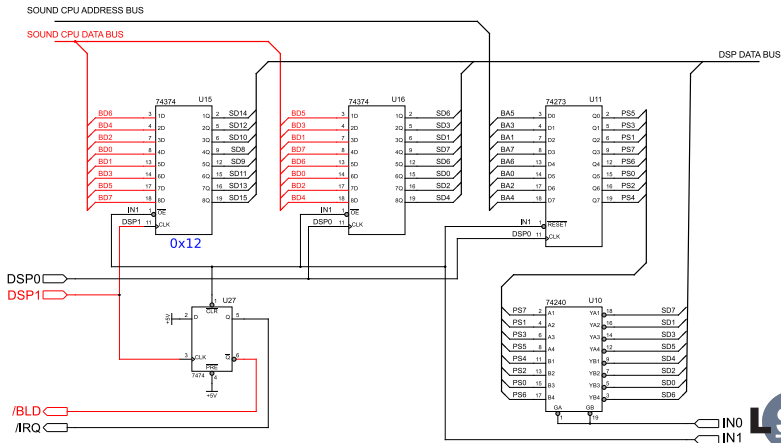 SOUND CPU ADDRESS BUS
SOUND CPU DATA BUS
DSP DATA BUS
74374 U15
BD6 3 1D 1Q 2 SD14
BD4 4 2D 2Q 5 SD12
BD2 7 3D 3Q 6 SD10
BD0 8 4D 4Q 9 SD8
BD1 13 5D 5Q 12 SD9
BD3 14 6D 6Q 15 SD11
BD5 17 7D 7Q 16 SD13
BD7 18 8D 8Q 19 SD15
IN1 1 OE
DSP1 11 CLK
0x12
74374 U16
BD5 3 1D 1Q 2 SD6
BD3 4 2D 2Q 5 SD3
BD1 7 3D 3Q 6 SD1
BD7 8 4D 4Q 9 SD7
BD6 13 5D 5Q 12 SD6
BD0 14 6D 6Q 15 SD0
BD2 17 7D 7Q 16 SD2
BD4 18 8D 8Q 19 SD4
IN1 1 OE
DSP0 11 CLK
74273 U11
BA5 3 D0 Q0 2 PS5
BA3 4 D1 Q1 5 PS3
BA1 7 D2 Q2 6 PS1
BA7 8 D3 Q3 9 PS7
BA6 13 D4 Q4 12 PS6
BA0 14 D5 Q5 15 PS0
BA2 17 D6 Q6 16 PS2
BA4 18 D7 Q7 19 PS4
IN1 1 RESET
DSP0 11 CLK
DSP0
DSP1
U27
1 CLR
+5V 2 D Q 5
3 CLK Q 6
PRE
7474 4
+5V
74240 U10
PS7 2 A1 YA1 18 SD7
PS1 4 A2 YA2 16 SD1
PS3 6 A3 YA3 14 SD3
PS5 8 A4 YA4 12 SD5
PS4 11 B1 YB1 9 SD4
PS2 13 B2 YB2 7 SD2
PS0 15 B3 YB3 5 SD0
PS6 17 B4 YB4 3 SD6
GA GB
1 19
/BLD
/IRQ
IN0
IN1
L